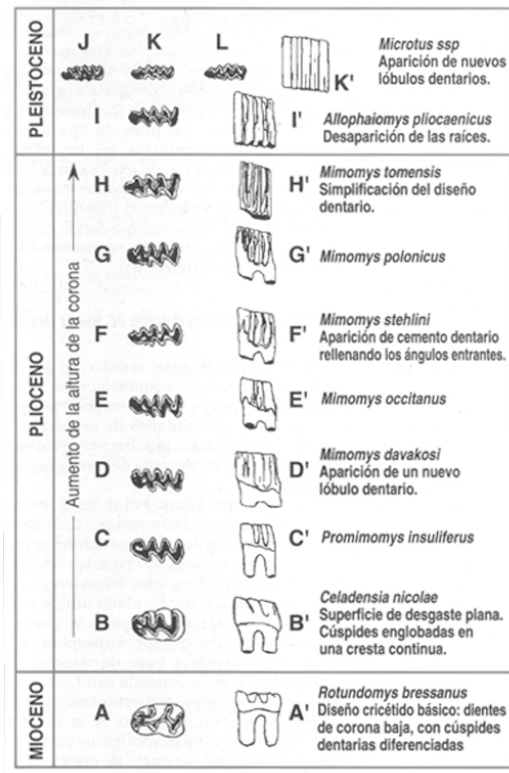 PLEISTOCENO
J K L
Microtus ssp
Aparición de nuevos
lóbulos dentarios.
K'
I I'
Allophaiomys pliocaenicus
Desaparición de las raíces.
PLIOCENO
Aumento de la altura de la corona
H H'
Mimomys tomensis
Simplificación del diseño
dentario.
G G'
Mimomys polonicus
F F'
Mimomys stehlini
Aparición de cemento dentario
rellenando los ángulos entrantes.
E E'
Mimomys occitanus
D D'
Mimomys davakosi
Aparición de un nuevo
lóbulo dentario.
C C'
Promimomys insuliferus
B B'
Celadensia nicolae
Superficie de desgaste plana.
Cúspides englobadas en
una cresta continua.
MIOCENO
A'
Rotundomys bressanus
Diseño cricétido básico: dientes
de corona baja, con cúspides
dentarias diferenciadas